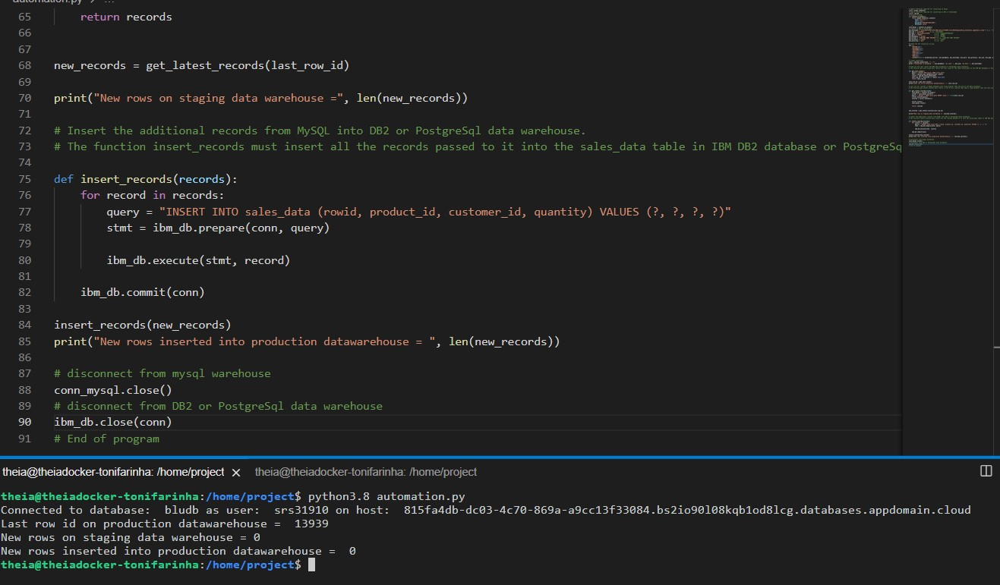 automation.py > ...
65 return records
66
67
68 new_records = get_latest_records(last_row_id)
69
70 print("New rows on staging data warehouse =", len(new_records))
71
72 # Insert the additional records from MySQL into DB2 or PostgreSql data warehouse.
73 # The function insert_records must insert all the records passed to it into the sales_data table in IBM DB2 database or PostgreSq
74
75 def insert_records(records):
76 for record in records:
77 query = "INSERT INTO sales_data (rowid, product_id, customer_id, quantity) VALUES (?, ?, ?, ?)"
78 stmt = ibm_db.prepare(conn, query)
79
80 ibm_db.execute(stmt, record)
81
82 ibm_db.commit(conn)
83
84 insert_records(new_records)
85 print("New rows inserted into production datawarehouse = ", len(new_records))
86
87 # disconnect from mysql warehouse
88 conn_mysql.close()
89 # disconnect from DB2 or PostgreSql data warehouse
90 ibm_db.close(conn)
91 # End of program
theia@theiadocker-tonifarinha: /home/project × theia@theiadocker-tonifarinha: /home/project
theia@theiadocker-tonifarinha:/home/project$ python3.8 automation.py
Connected to database:  bludb as user:  srs31910 on host:  815fa4db-dc03-4c70-869a-a9cc13f33084.bs2io90l08kqb1od8lcg.databases.appdomain.cloud
Last row id on production datawarehouse =  13939
New rows on staging data warehouse = 0
New rows inserted into production datawarehouse =  0
theia@theiadocker-tonifarinha:/home/project$